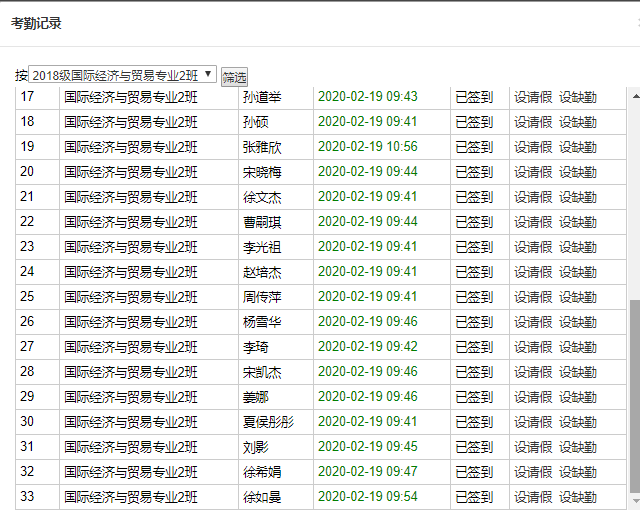 考勤记录
按 2018级国际经济与贸易专业2班 筛选
17 国际经济与贸易专业2班 孙道举 2020-02-19 09:43 已签到 设请假 设缺勤
18 国际经济与贸易专业2班 孙硕 2020-02-19 09:41 已签到 设请假 设缺勤
19 国际经济与贸易专业2班 张雅欣 2020-02-19 10:56 已签到 设请假 设缺勤
20 国际经济与贸易专业2班 宋晓梅 2020-02-19 09:44 已签到 设请假 设缺勤
21 国际经济与贸易专业2班 徐文杰 2020-02-19 09:41 已签到 设请假 设缺勤
22 国际经济与贸易专业2班 曹嗣琪 2020-02-19 09:44 已签到 设请假 设缺勤
23 国际经济与贸易专业2班 李光祖 2020-02-19 09:41 已签到 设请假 设缺勤
24 国际经济与贸易专业2班 赵培杰 2020-02-19 09:41 已签到 设请假 设缺勤
25 国际经济与贸易专业2班 周传萍 2020-02-19 09:41 已签到 设请假 设缺勤
26 国际经济与贸易专业2班 杨雪华 2020-02-19 09:46 已签到 设请假 设缺勤
27 国际经济与贸易专业2班 李琦 2020-02-19 09:42 已签到 设请假 设缺勤
28 国际经济与贸易专业2班 宋凯杰 2020-02-19 09:46 已签到 设请假 设缺勤
29 国际经济与贸易专业2班 姜娜 2020-02-19 09:46 已签到 设请假 设缺勤
30 国际经济与贸易专业2班 夏侯彤彤 2020-02-19 09:41 已签到 设请假 设缺勤
31 国际经济与贸易专业2班 刘影 2020-02-19 09:45 已签到 设请假 设缺勤
32 国际经济与贸易专业2班 徐希娟 2020-02-19 09:47 已签到 设请假 设缺勤
33 国际经济与贸易专业2班 徐如曼 2020-02-19 09:54 已签到 设请假 设缺勤